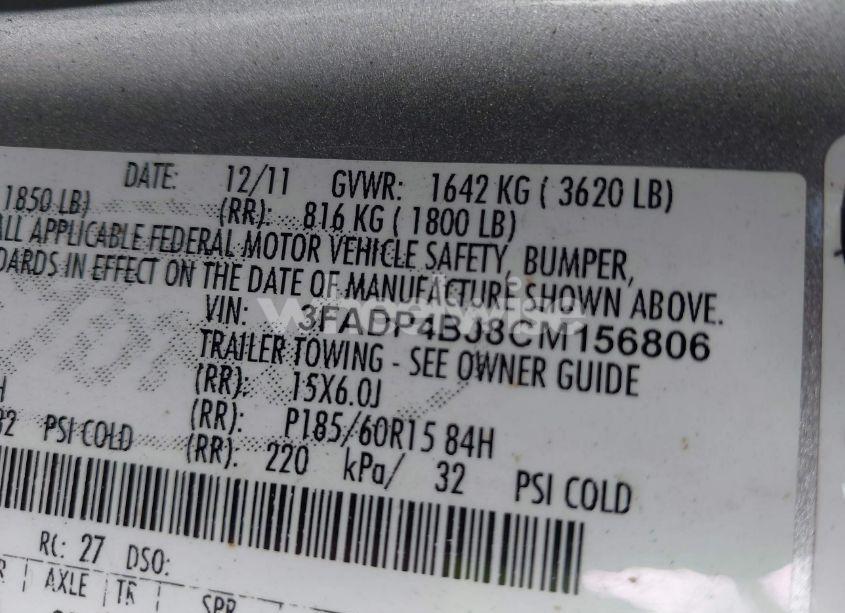 DATE: 12/11 GVWR: 1642 KG ( 3620 LB)
1850 LB) (RR): 816 KG ( 1800 LB)
ALL APPLICABLE FEDERAL MOTOR VEHICLE SAFETY, BUMPER,
DARDS IN EFFECT ON THE DATE OF MANUFACTURE SHOWN ABOVE.
VIN: 3FADP4BJ8CM156806
TRAILER TOWING - SEE OWNER GUIDE
H (RR): 15X6.0J
(RR): P185/60R15 84H
32 PSI COLD (RR): 220 kPa/ 32 PSI COLD
RC: 27 DSO:
R AXLE TR SPR